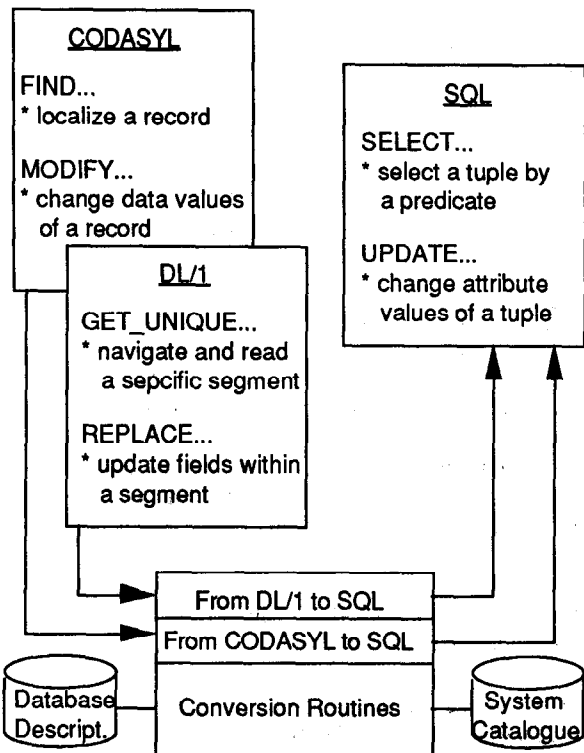 CODASYL
FIND...
* localize a record
MODIFY...
* change data values
of a record
DL/1
GET_UNIQUE...
* navigate and read
a sepcific segment
REPLACE...
* update fields within
a segment
SQL
SELECT...
* select a tuple by
a predicate
UPDATE...
* change attribute
values of a tuple
From DL/1 to SQL
From CODASYL to SQL
Database
Descript.
Conversion Routines
System
Catalogue